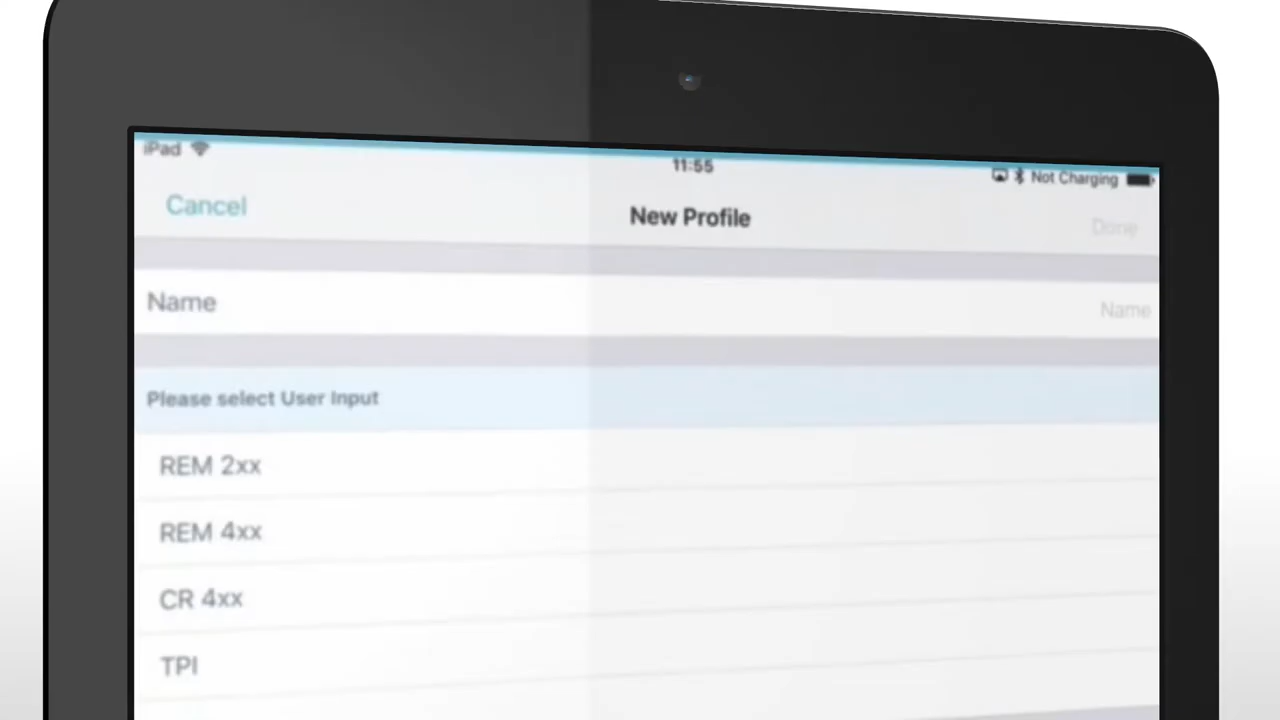 iPad
11:55
Not Charging
Cancel
New Profile
Done
Name
Name
Please select User Input
REM 2xx
REM 4xx
CR 4xx
TPI